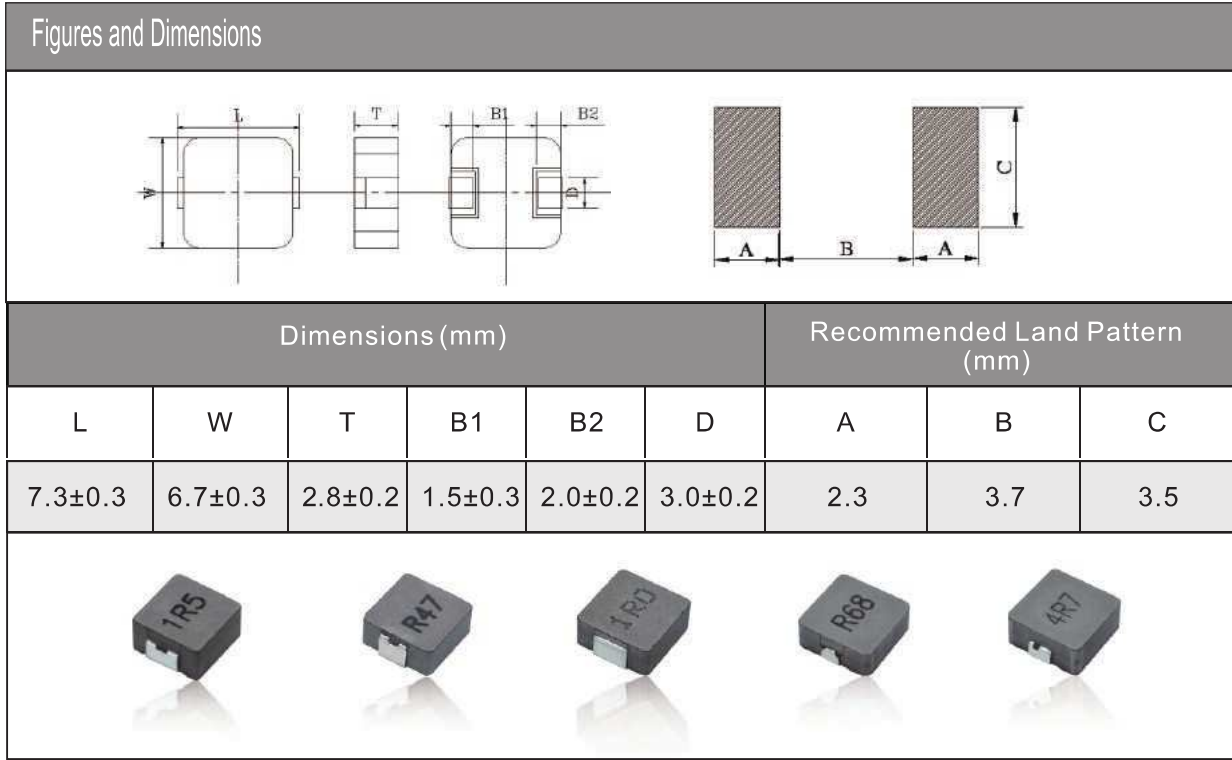 Figures and Dimensions
L T B1 B2
W D C
A B A
Dimensions (mm) Recommended Land Pattern
(mm)
L W T B1 B2 D A B C
7.3±0.3 6.7±0.3 2.8±0.2 1.5±0.3 2.0±0.2 3.0±0.2 2.3 3.7 3.5
1R5 R47 1R0 R68 4R7